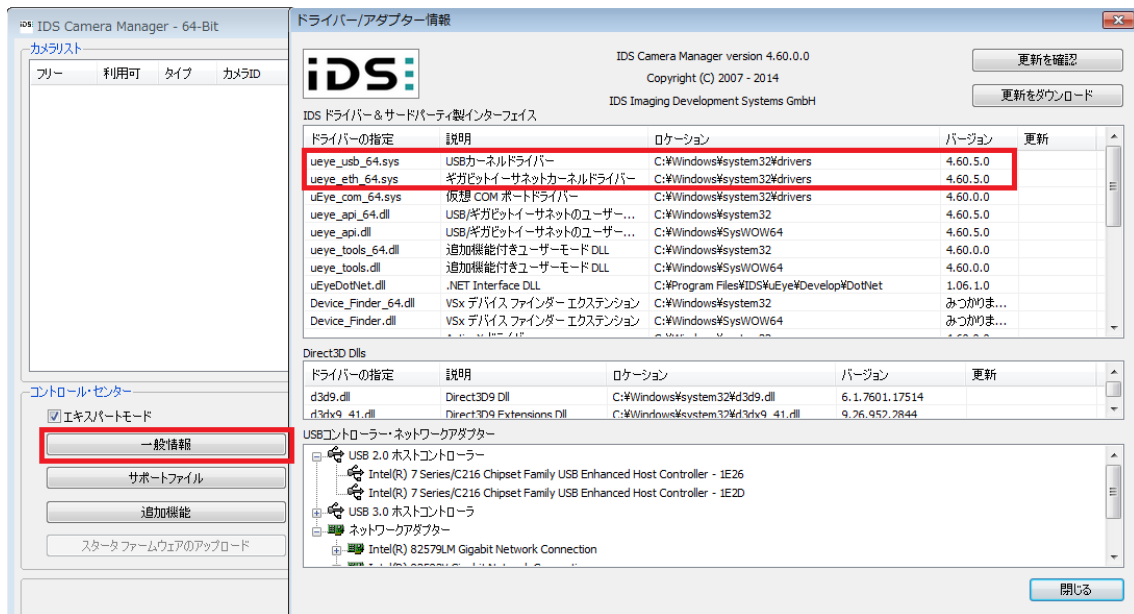 IDS Camera Manager - 64-Bit
カメラリスト
フリー 利用可 タイプ カメラID
コントロール・センター
エキスパートモード
一般情報
サポートファイル
追加機能
スタータファームウェアのアップロード
ドライバー/アダプター情報
iDS
IDS Camera Manager version 4.60.0.0
Copyright (C) 2007 - 2014
IDS Imaging Development Systems GmbH
更新を確認
更新をダウンロード
IDS ドライバー & サードパーティ製インターフェイス
ドライバーの指定 説明 ロケーション バージョン 更新
ueye_usb_64.sys USBカーネルドライバー C:¥Windows¥system32¥drivers 4.60.5.0
ueye_eth_64.sys ギガビットイーサネットカーネルドライバー C:¥Windows¥system32¥drivers 4.60.5.0
uEye_com_64.sys 仮想 COM ポートドライバー C:¥Windows¥system32¥drivers 4.60.0.0
ueye_api_64.dll USB/ギガビットイーサネットのユーザー... C:¥Windows¥system32 4.60.5.0
ueye_api.dll USB/ギガビットイーサネットのユーザー... C:¥Windows¥SysWOW64 4.60.5.0
ueye_tools_64.dll 追加機能付きユーザーモード DLL C:¥Windows¥system32 4.60.0.0
ueye_tools.dll 追加機能付きユーザーモード DLL C:¥Windows¥SysWOW64 4.60.0.0
uEyeDotNet.dll .NET Interface DLL C:¥Program Files¥IDS¥uEye¥Develop¥DotNet 1.06.1.0
Device_Finder_64.dll VSx デバイス ファインダー エクステンション C:¥Windows¥system32 みつかりま...
Device_Finder.dll VSx デバイス ファインダー エクステンション C:¥Windows¥SysWOW64 みつかりま...
Direct3D Dlls
ドライバーの指定 説明 ロケーション バージョン 更新
d3d9.dll Direct3D9 Dll C:¥Windows¥system32¥d3d9.dll 6.1.7601.17514
d3dx9_41.dll Direct3D9 Extensions Dll C:¥Windows¥system32¥d3dx9_41.dll 9.26.952.2844
USBコントローラー・ネットワークアダプター
USB 2.0 ホストコントローラー
Intel(R) 7 Series/C216 Chipset Family USB Enhanced Host Controller - 1E26
Intel(R) 7 Series/C216 Chipset Family USB Enhanced Host Controller - 1E2D
USB 3.0 ホストコントローラ
ネットワークアダプター
Intel(R) 82579LM Gigabit Network Connection
閉じる